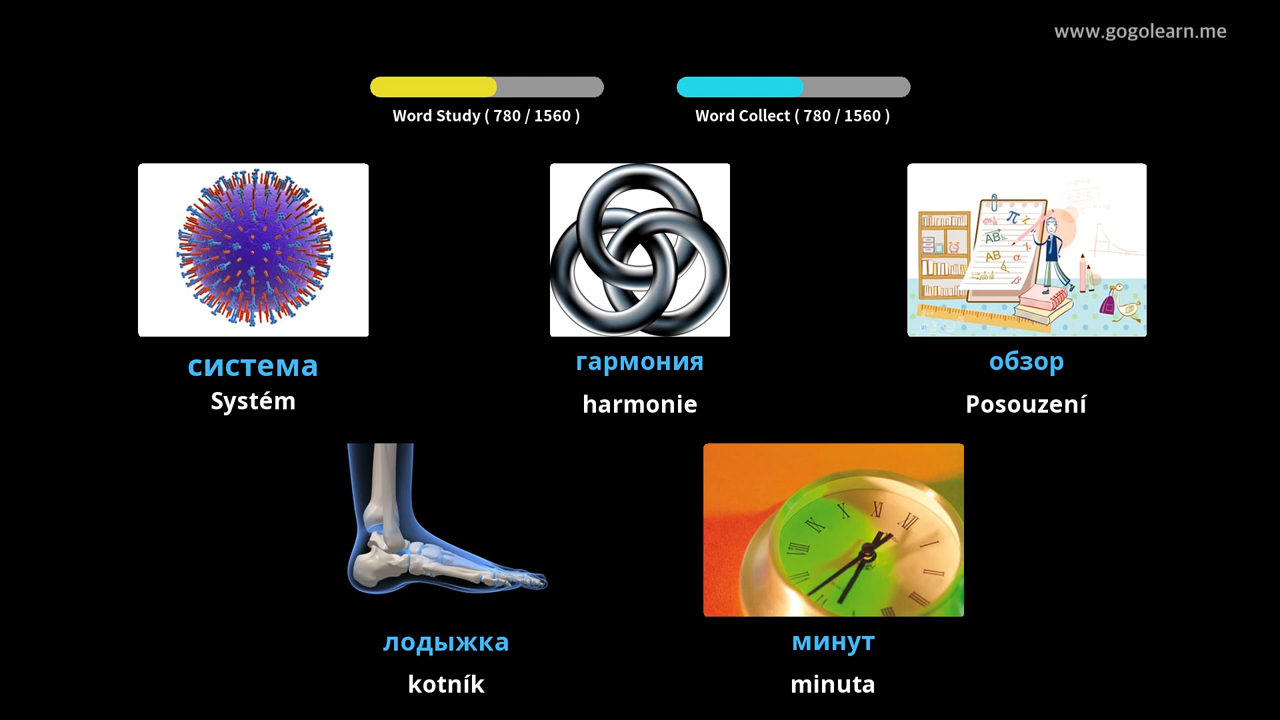 www.gogolearn.me
Word Study ( 780 / 1560 )
Word Collect ( 780 / 1560 )
система
Systém
гармония
harmonie
обзор
Posouzení
лодыжка
kotník
минут
minuta